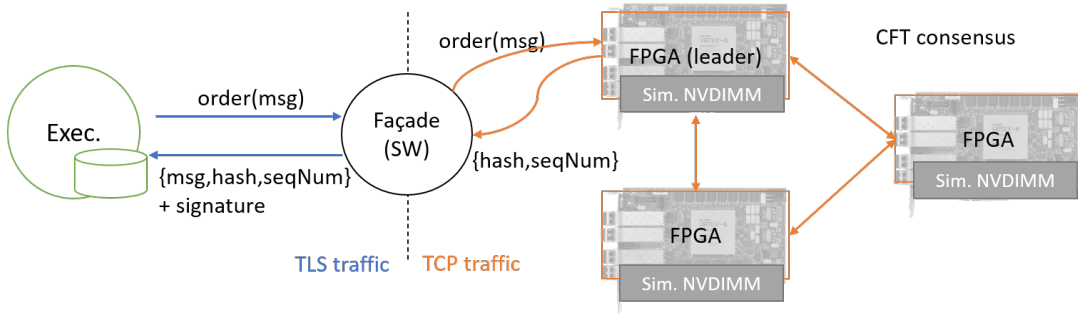 order(msg)
CFT consensus
FPGA (leader)
Sim. NVDIMM
order(msg)
Façade
(SW)
Exec.
FPGA
Sim. NVDIMM
{msg,hash,seqNum}
+ signature
{hash,seqNum}
FPGA
Sim. NVDIMM
TLS traffic
TCP traffic